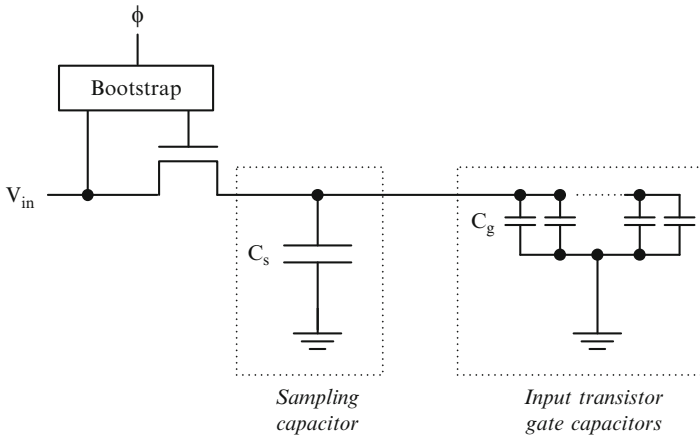 ϕ
Bootstrap
V_in
C_s
C_g
Sampling
capacitor
Input transistor
gate capacitors